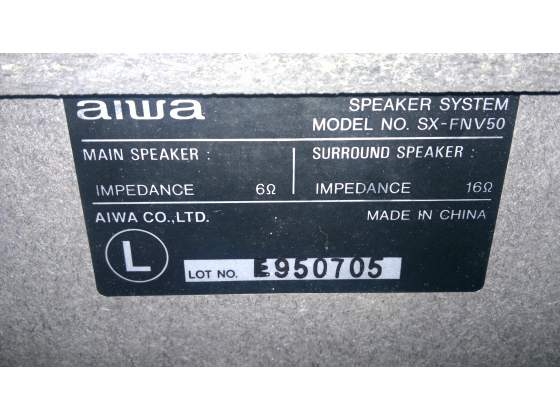 aiwa
SPEAKER SYSTEM
MODEL NO. SX-FNV50
MAIN SPEAKER :
IMPEDANCE 6Ω
SURROUND SPEAKER :
IMPEDANCE 16Ω
AIWA CO.,LTD.
MADE IN CHINA
L
LOT NO. E950705